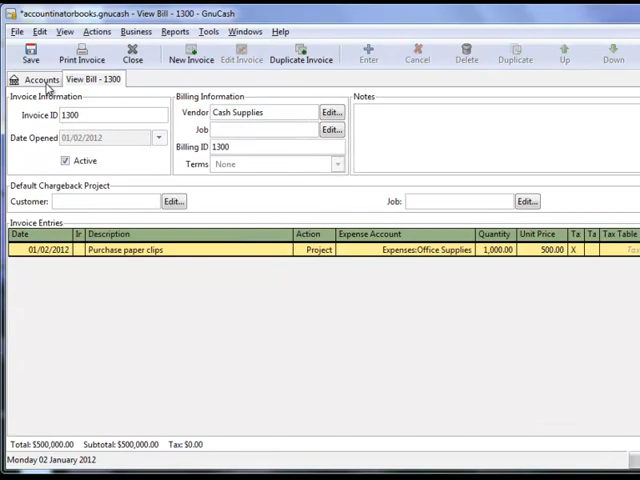 *accountinatorbooks.gnucash - View Bill - 1300 - GnuCash
File Edit View Actions Business Reports Tools Windows Help
Save Print Invoice Close New Invoice Edit Invoice Duplicate Invoice Enter Cancel Delete Duplicate Up Down
Accounts View Bill - 1300
Invoice Information Billing Information Notes
Invoice ID 1300 Vendor Cash Supplies Edit...
Job Edit...
Date Opened 01/02/2012 Billing ID 1300
Active Terms None
Default Chargeback Project
Customer: Edit... Job: Edit...
Invoice Entries
Date Ir Description Action Expense Account Quantity Unit Price Ta Ta Tax Table
01/02/2012 Purchase paper clips Project Expenses:Office Supplies 1,000.00 500.00 X Tax
Total: $500,000.00 Subtotal: $500,000.00 Tax: $0.00
Monday 02 January 2012